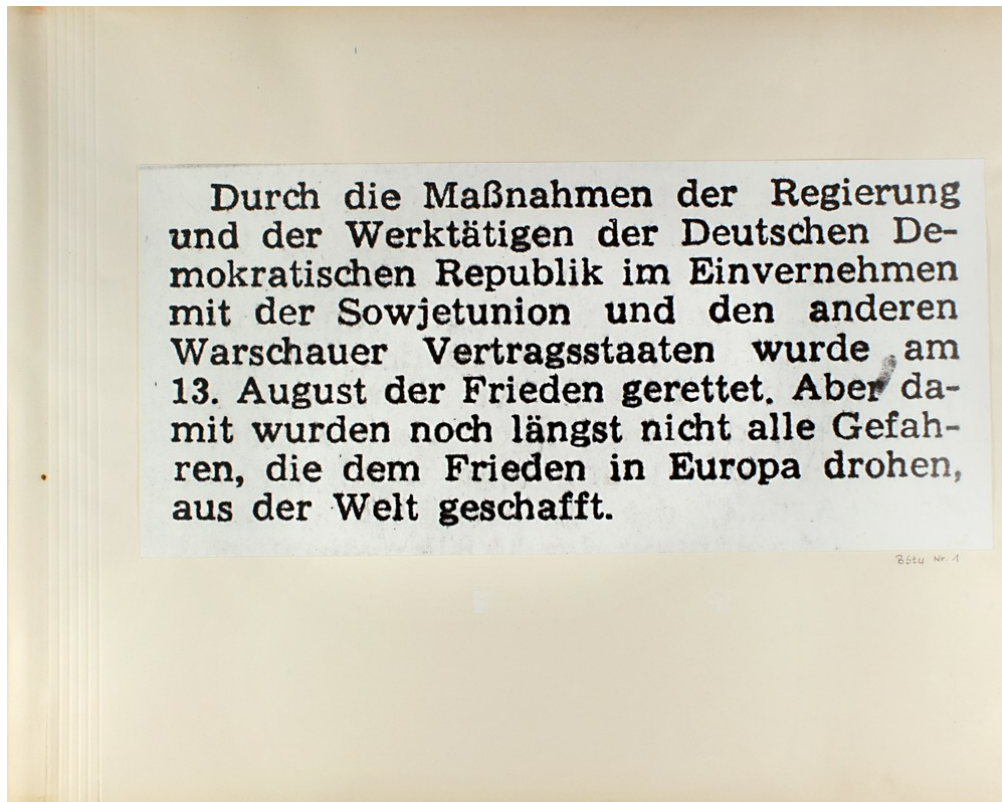 Durch die Maßnahmen der Regierung
und der Werktätigen der Deutschen De-
mokratischen Republik im Einvernehmen
mit der Sowjetunion und den anderen
Warschauer Vertragsstaaten wurde am
13. August der Frieden gerettet. Aber da-
mit wurden noch längst nicht alle Gefah-
ren, die dem Frieden in Europa drohen,
aus der Welt geschafft.
BStU Nr. 1